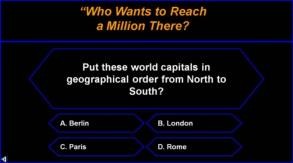 “Who Wants to Reach
a Million There?
Put these world capitals in
geographical order from North to
South?
A. Berlin
B. London
C. Paris
D. Rome